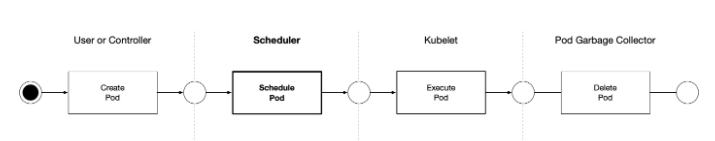 User or Controller
Scheduler
Kubelet
Pod Garbage Collector
Create
Pod
Schedule
Pod
Execute
Pod
Delete
Pod